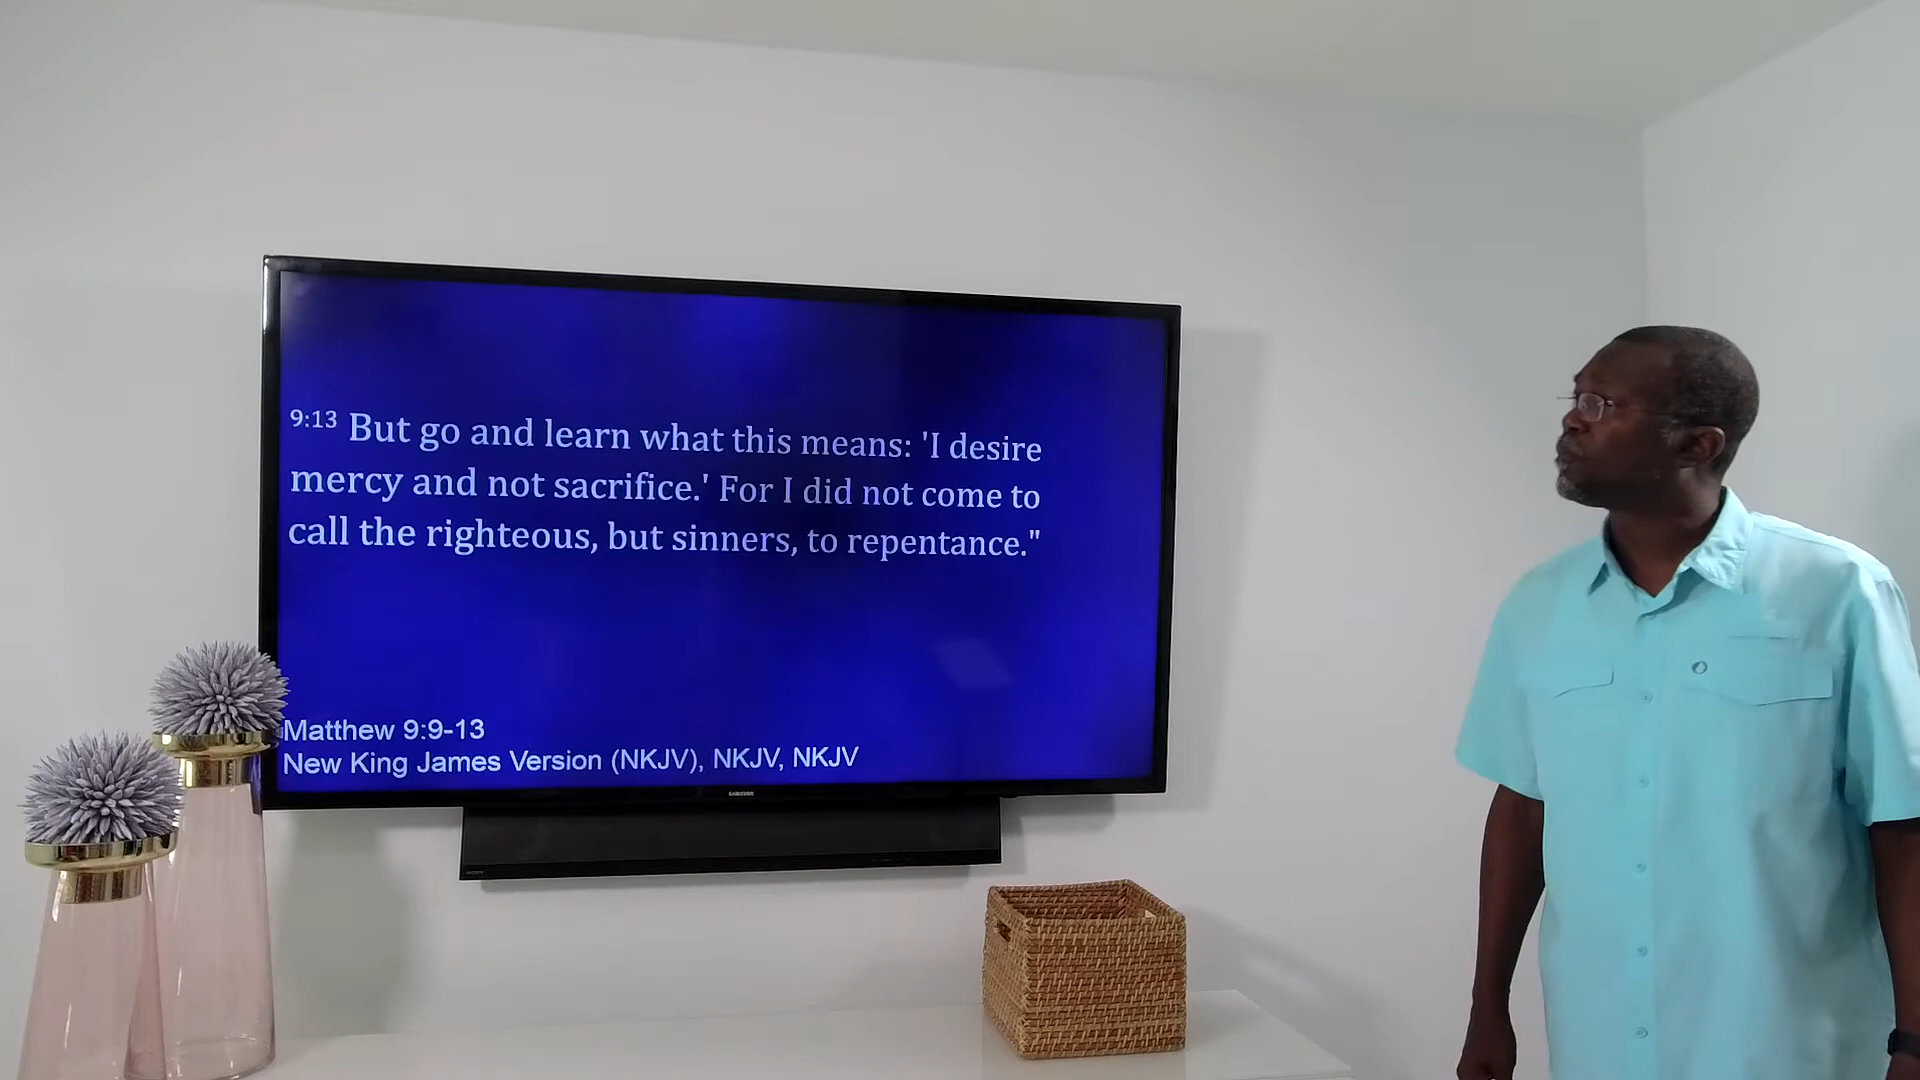 9:13 But go and learn what this means: 'I desire
mercy and not sacrifice.' For I did not come to
call the righteous, but sinners, to repentance."
Matthew 9:9-13
New King James Version (NKJV), NKJV, NKJV
SAMSUNG